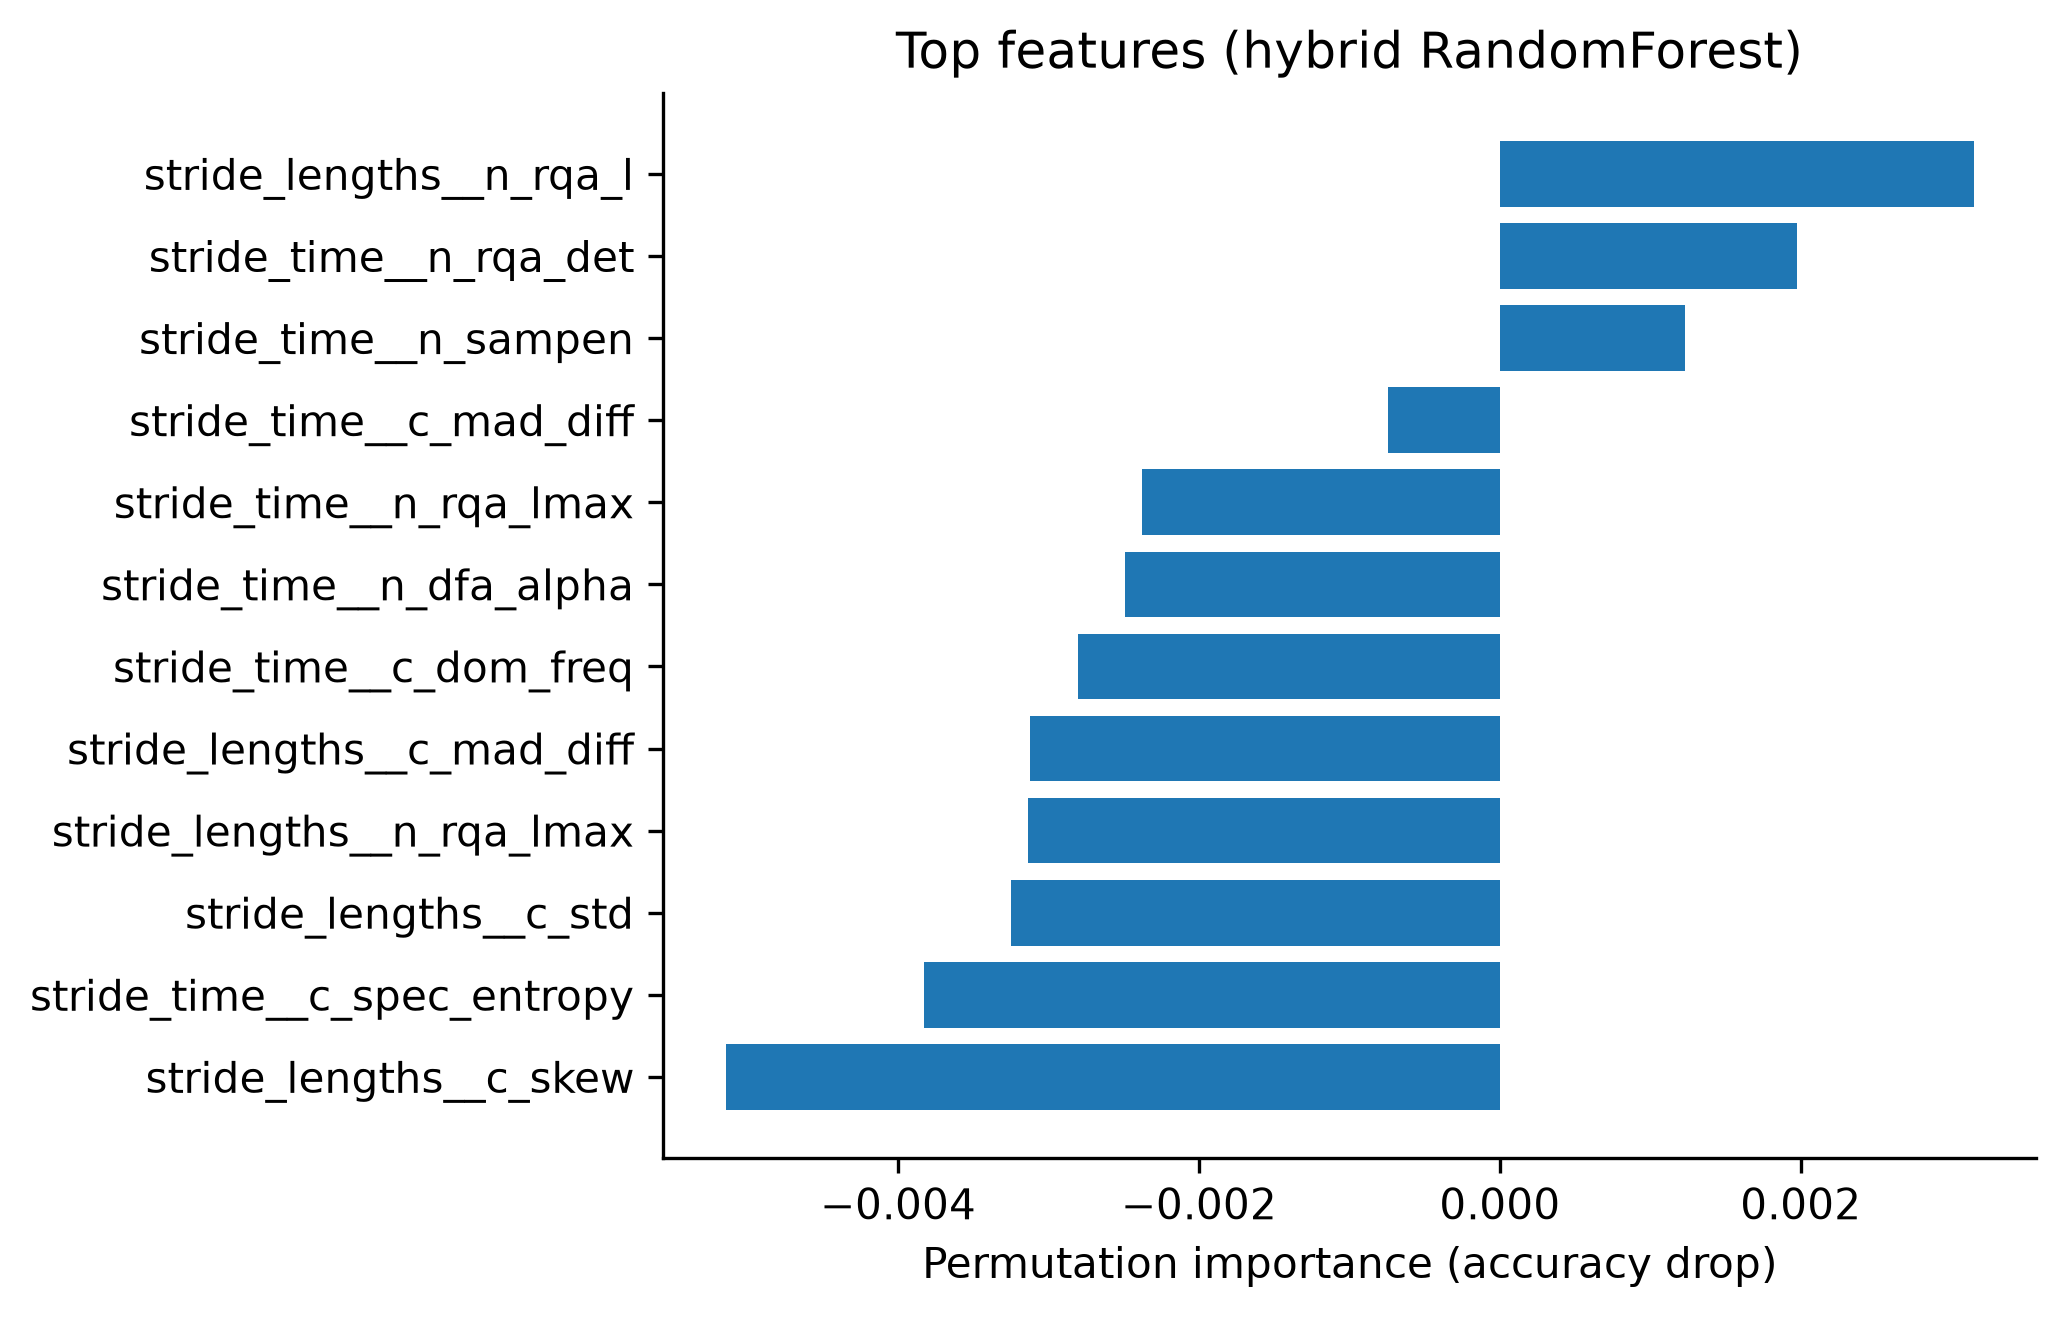 Top features (hybrid RandomForest)
stride_lengths__n_rqa_l
stride_time__n_rqa_det
stride_time__n_sampen
stride_time__c_mad_diff
stride_time__n_rqa_lmax
stride_time__n_dfa_alpha
stride_time__c_dom_freq
stride_lengths__c_mad_diff
stride_lengths__n_rqa_lmax
stride_lengths__c_std
stride_time__c_spec_entropy
stride_lengths__c_skew
−0.004 −0.002 0.000 0.002
Permutation importance (accuracy drop)